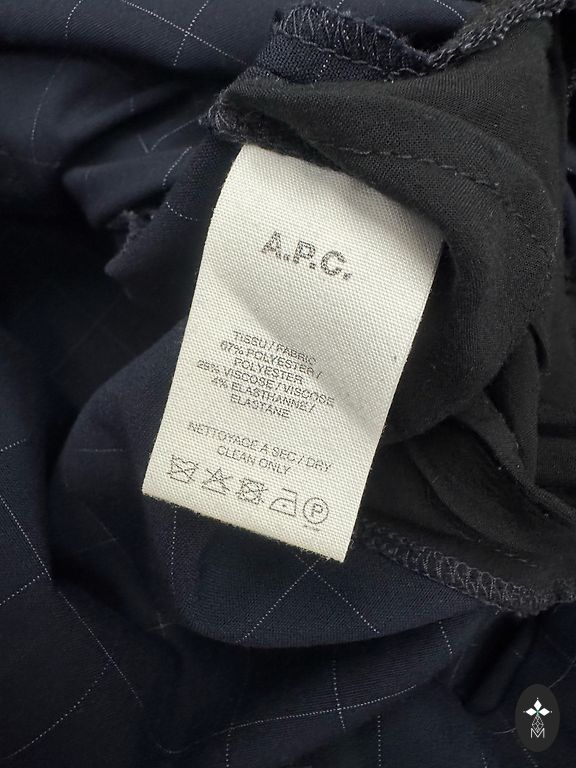 A.P.C.
TISSU / FABRIC
67% POLYESTER /
POLYESTER
29% VISCOSE / VISCOSE
4% ELASTHANNE /
ELASTANE
NETTOYAGE A SEC / DRY
CLEAN ONLY
P
M